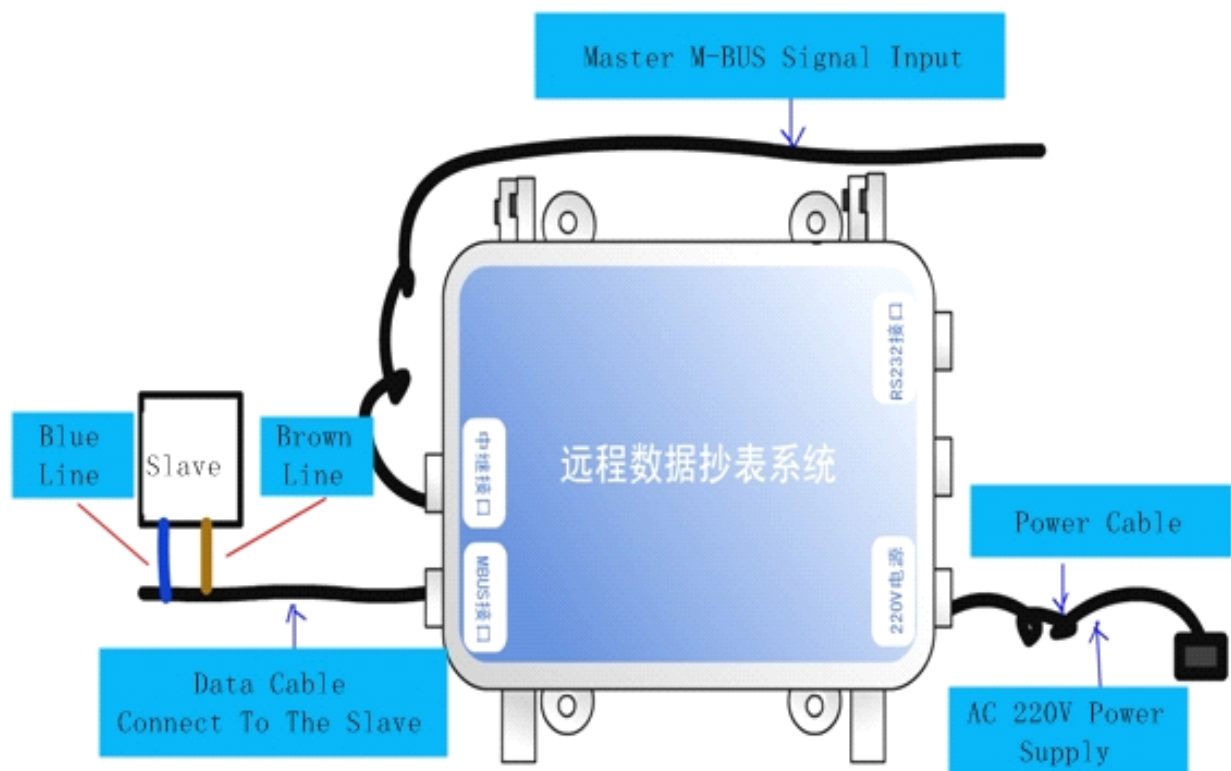 Master M-BUS Signal Input
RS232接口
Blue
Line
Slave
Brown
Line
中继接口
远程数据抄表系统
Power Cable
MBUS接口
220V电源
Data Cable
Connect To The Slave
AC 220V Power
Supply